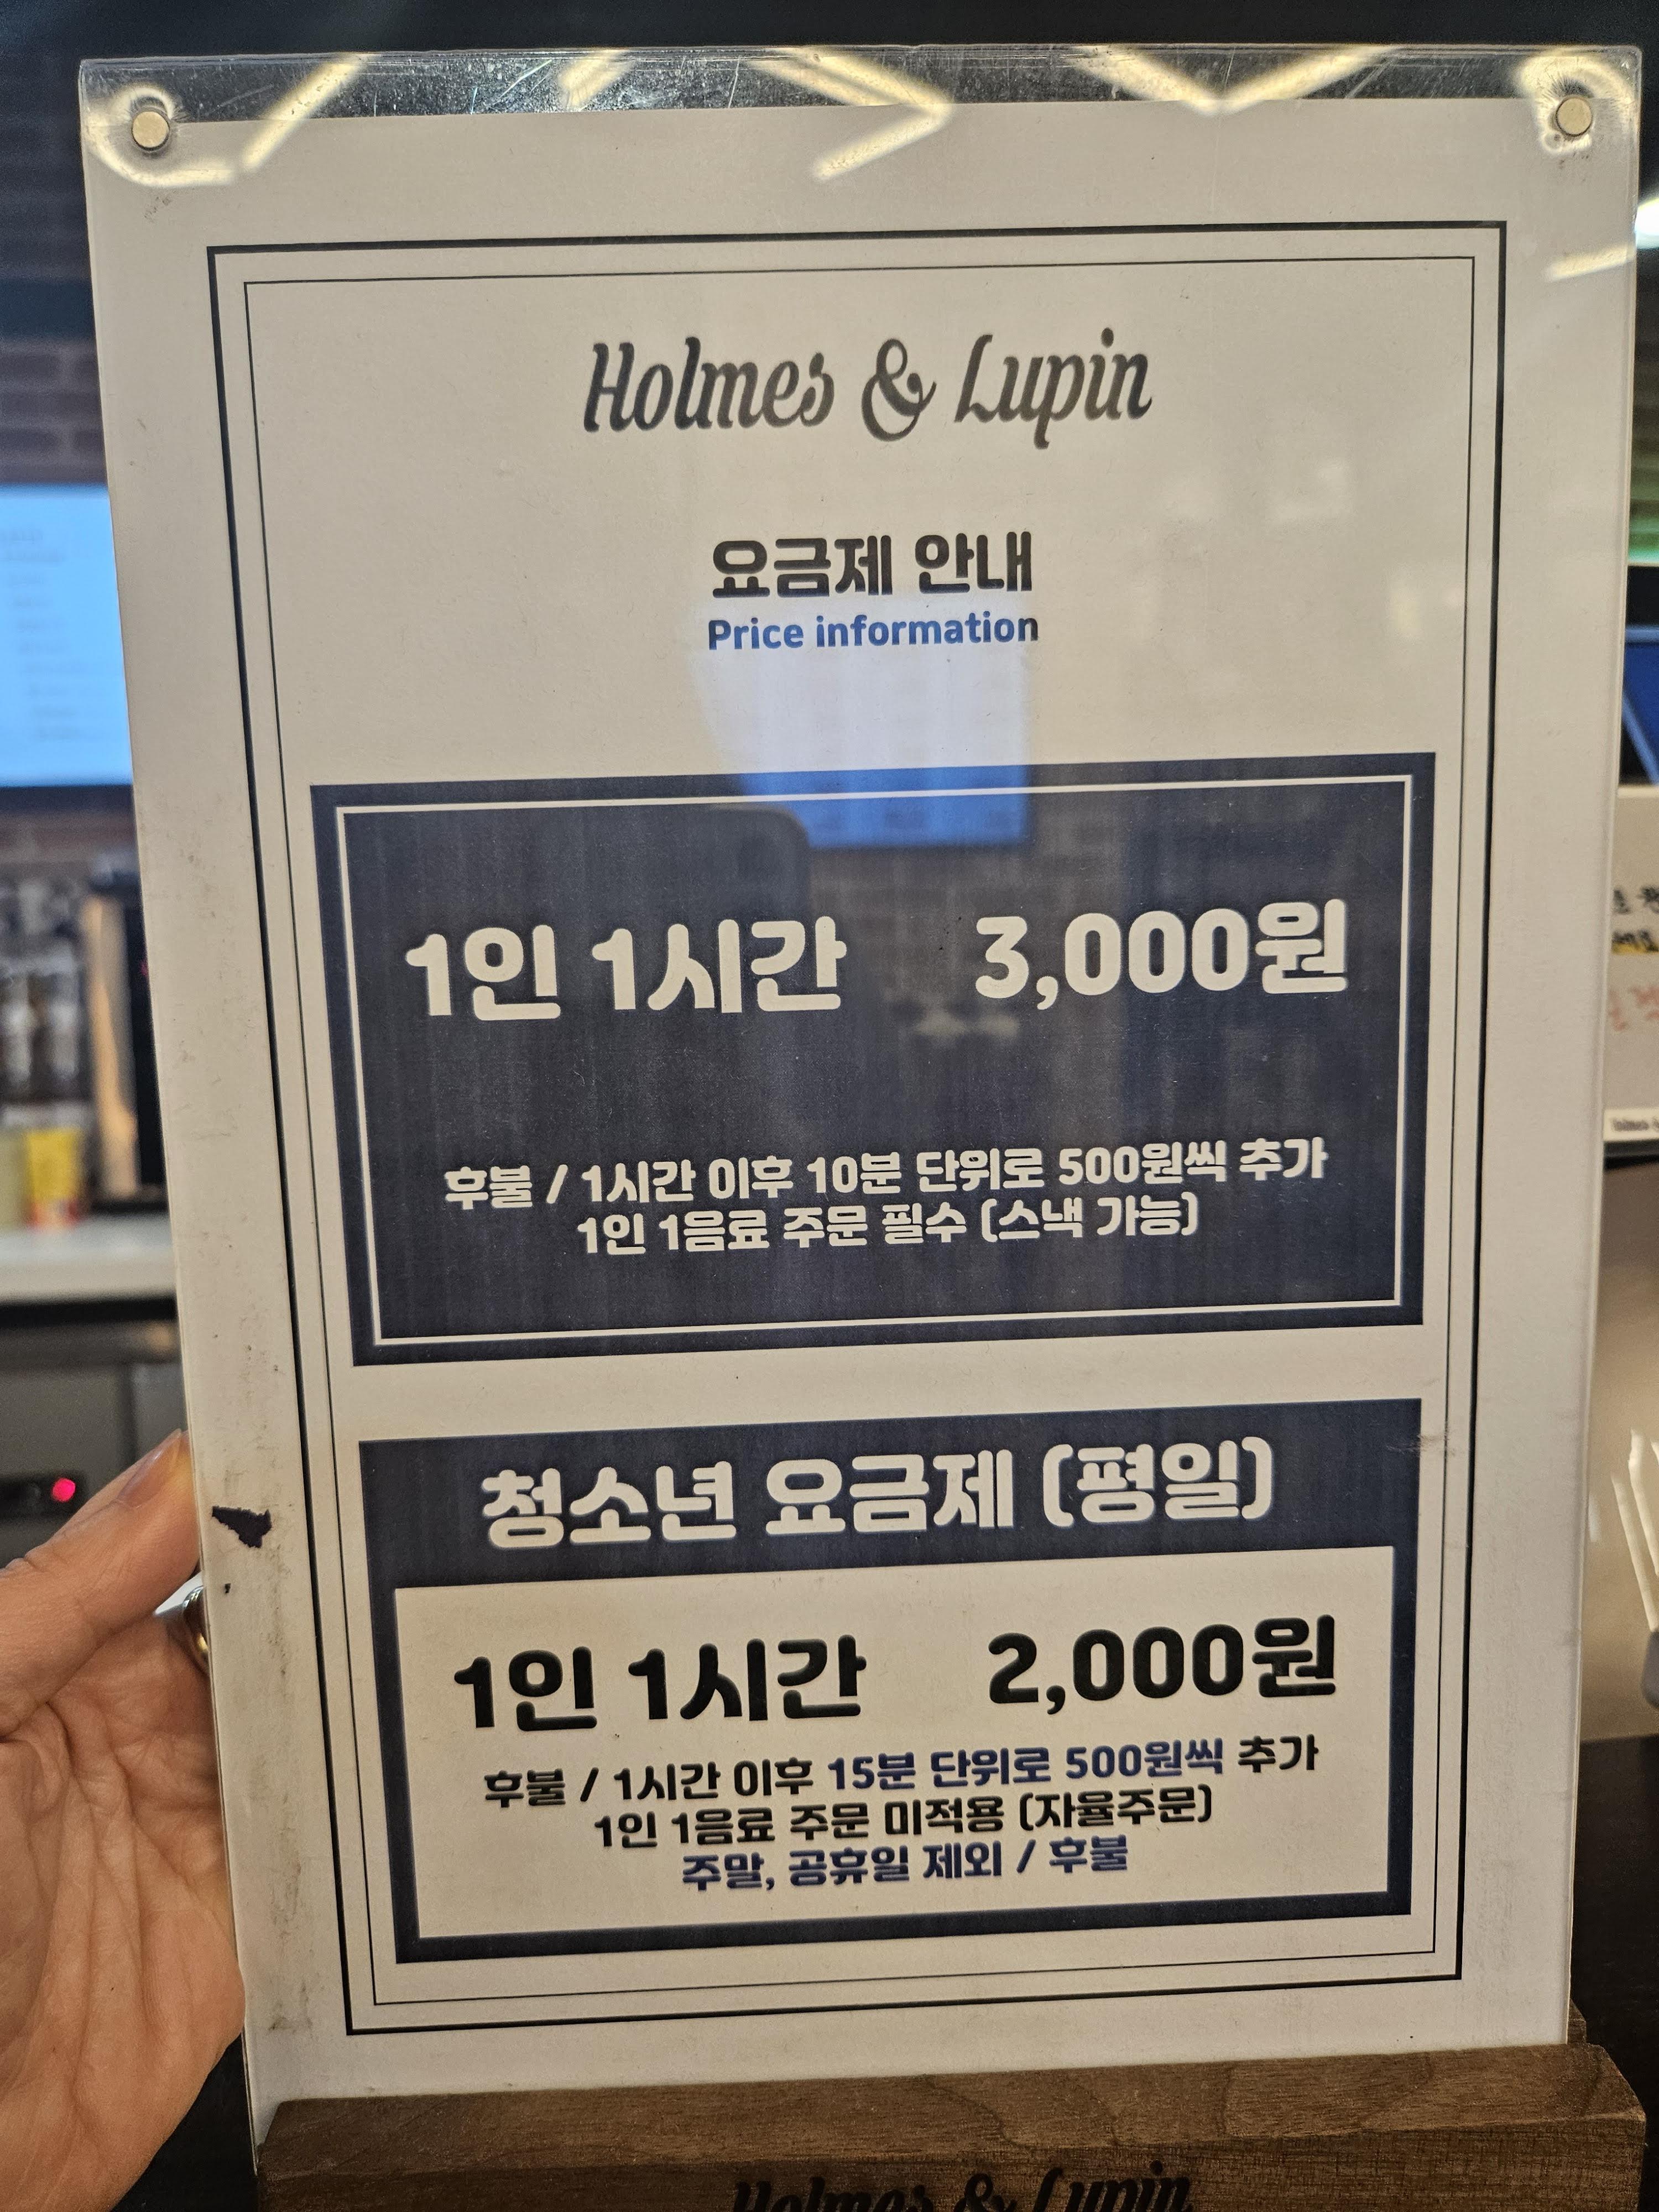 Holmes & Lupin
요금제 안내
Price information
1인 1시간 3,000원
후불 / 1시간 이후 10분 단위로 500원씩 추가
1인 1음료 주문 필수 (스낵 가능)
청소년 요금제 (평일)
1인 1시간 2,000원
후불 / 1시간 이후 15분 단위로 500원씩 추가
1인 1음료 주문 미적용 (자율주문)
주말, 공휴일 제외 / 후불
Holmes & Lupin